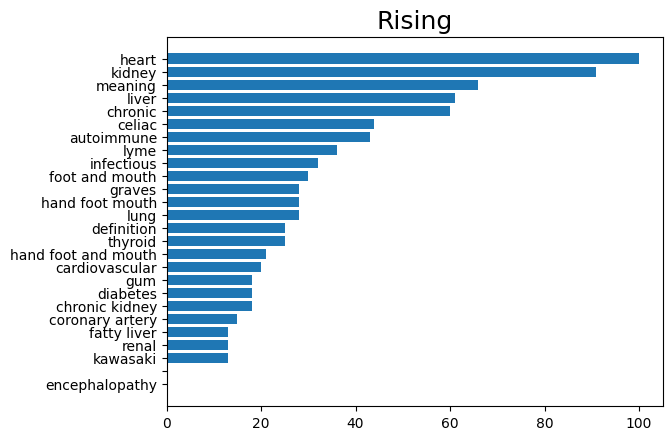 Rising
heart
kidney
meaning
liver
chronic
celiac
autoimmune
lyme
infectious
foot and mouth
graves
hand foot mouth
lung
definition
thyroid
hand foot and mouth
cardiovascular
gum
diabetes
chronic kidney
coronary artery
fatty liver
renal
kawasaki
encephalopathy
0 20 40 60 80 100